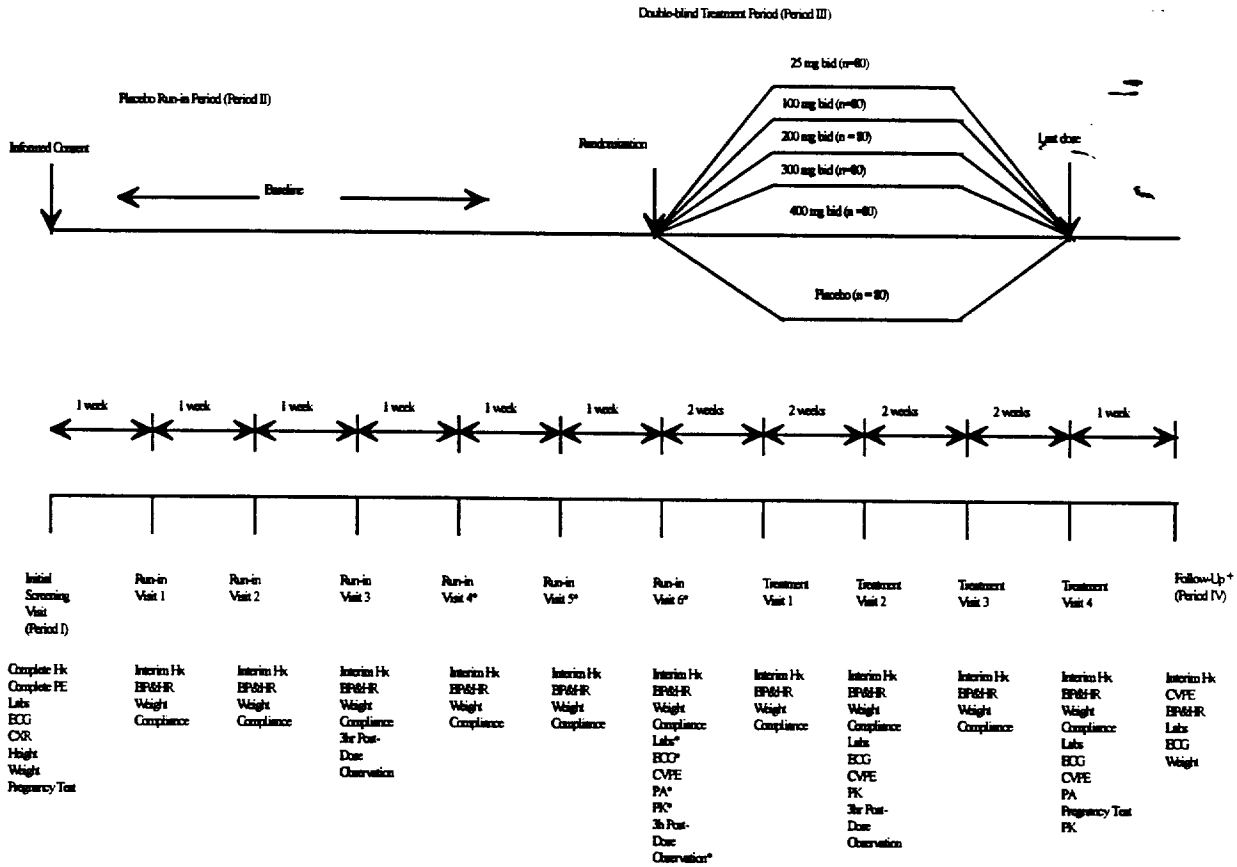 Double-blind Treatment Period (Period III)
25 mg bid (n=80)
Placebo Run-in Period (Period II)
100 mg bid (n=80)
Informed Consent
Randomization
200 mg bid (n = 80)
Last dose
Baseline
300 mg bid (n=80)
400 mg bid (n =80)
Placebo (n = 80)
1 week
1 week
1 week
1 week
1 week
1 week
2 weeks
2 weeks
2 weeks
2 weeks
1 week
Initial
Screening
Visit
(Period I)
Run-in
Visit 1
Run-in
Visit 2
Run-in
Visit 3
Run-in
Visit 4*
Run-in
Visit 5*
Run-in
Visit 6*
Treatment
Visit 1
Treatment
Visit 2
Treatment
Visit 3
Treatment
Visit 4
Follow-Up +
(Period IV)
Complete Hx
Complete PE
Labs
ECG
CXR
Height
Weight
Pregnancy Test
Interim Hx
BP&HR
Weight
Compliance
Interim Hx
BP&HR
Weight
Compliance
Interim Hx
BP&HR
Weight
Compliance
3hr Post-
Dose
Observation
Interim Hx
BP&HR
Weight
Compliance
Interim Hx
BP&HR
Weight
Compliance
Interim Hx
BP&HR
Weight
Compliance
Labs*
ECG*
CVPE
PA*
PK*
3h Post-
Dose
Observation*
Interim Hx
BP&HR
Weight
Compliance
Interim Hx
BP&HR
Weight
Compliance
Labs
ECG
CVPE
PK
3hr Post-
Dose
Observation
Interim Hx
BP&HR
Weight
Compliance
Interim Hx
BP&HR
Weight
Compliance
Labs
ECG
CVPE
PA
Pregnancy Test
PK
Interim Hx
CVPE
BP&HR
Labs
ECG
Weight